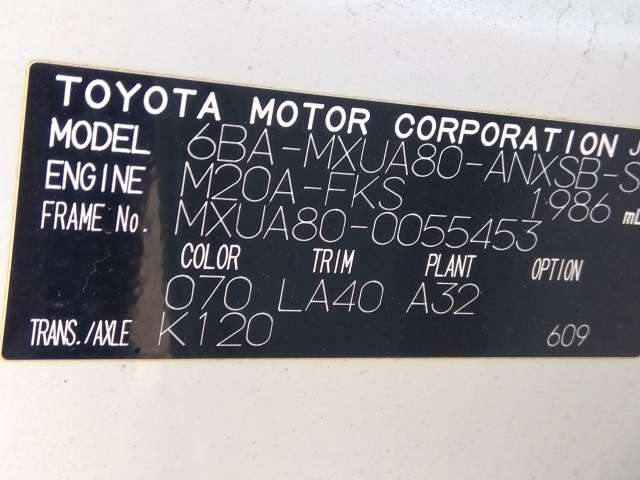 TOYOTA MOTOR CORPORATION J
MODEL 6BA-MXUA80-ANXSB-S
ENGINE M20A-FKS 1986 mL
FRAME No. MXUA80-0055453
COLOR TRIM PLANT OPTION
070 LA40 A32
TRANS./AXLE K120 609